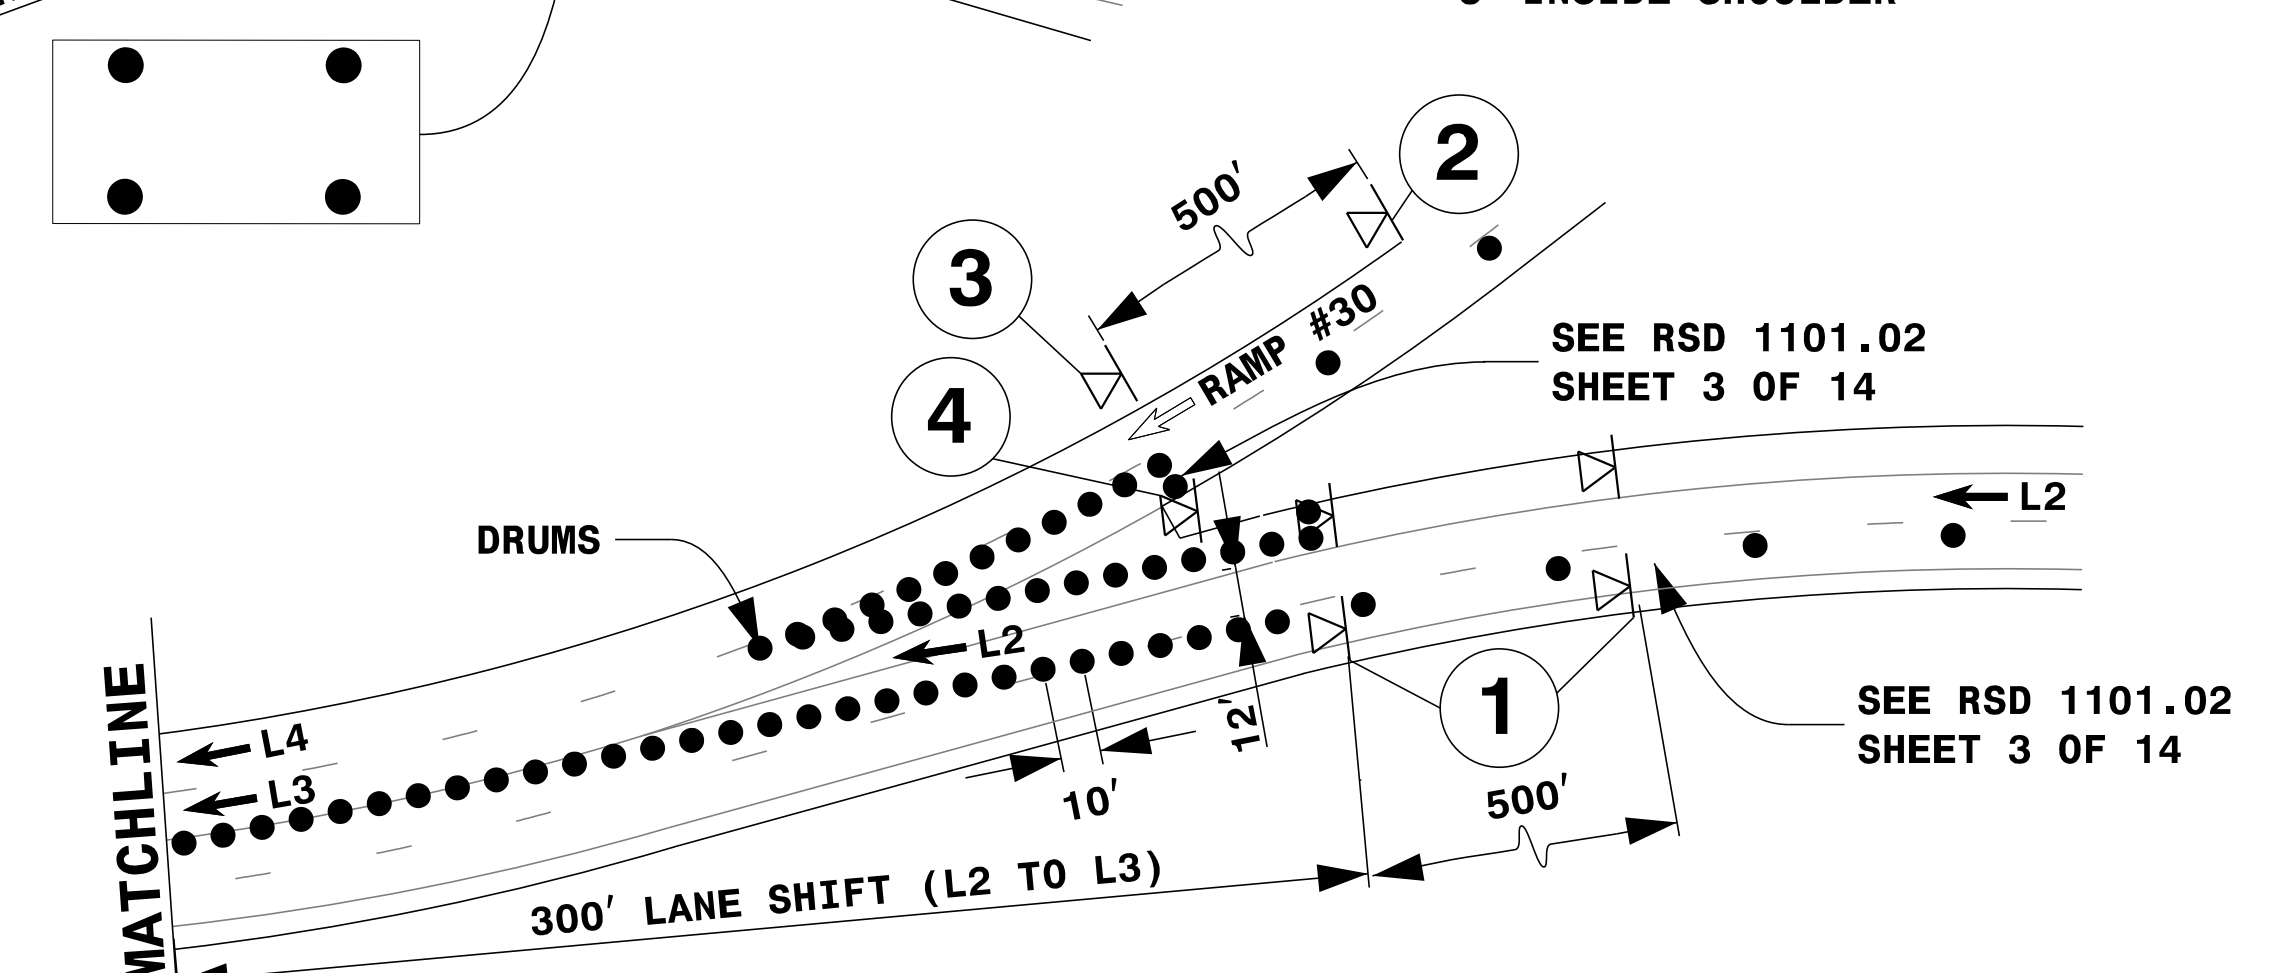 INSIDE SHOULDER
2
500'
3
RAMP #30
SEE RSD 1101.02
SHEET 3 OF 14
4
L2
DRUMS
L2
1
SEE RSD 1101.02
SHEET 3 OF 14
12'
L4
L3
10'
500'
300' LANE SHIFT (L2 TO L3)
MATCHLINE